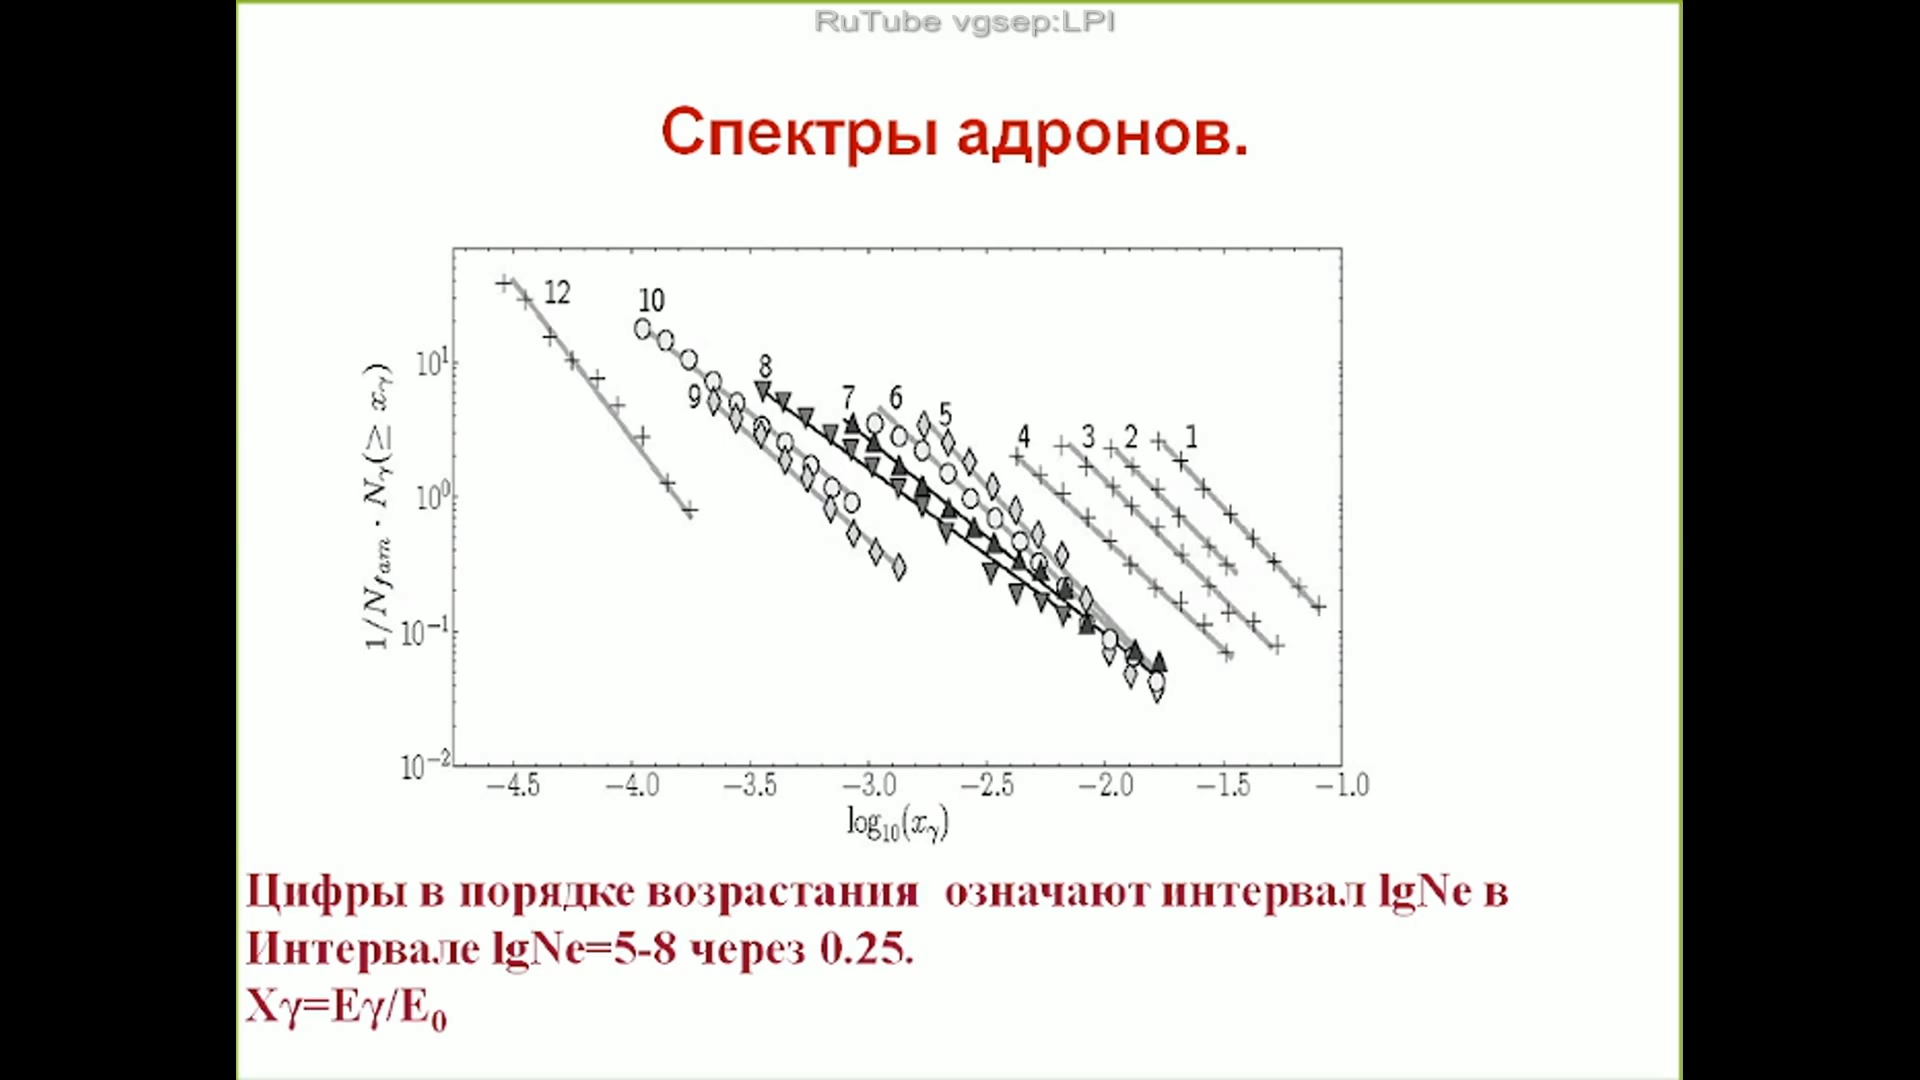 RuTube vgsep:LPI
Спектры адронов.
12
10
8
9
7
6
5
4
3
2
1
10¹
10⁰
10⁻¹
10⁻²
1/N_fam · N_γ(≥ x_γ)
−4.5 −4.0 −3.5 −3.0 −2.5 −2.0 −1.5 −1.0
log₁₀(x_γ)
Цифры в порядке возрастания означают интервал lgNe в
Интервале lgNe=5-8 через 0.25.
Xγ=Eγ/E₀